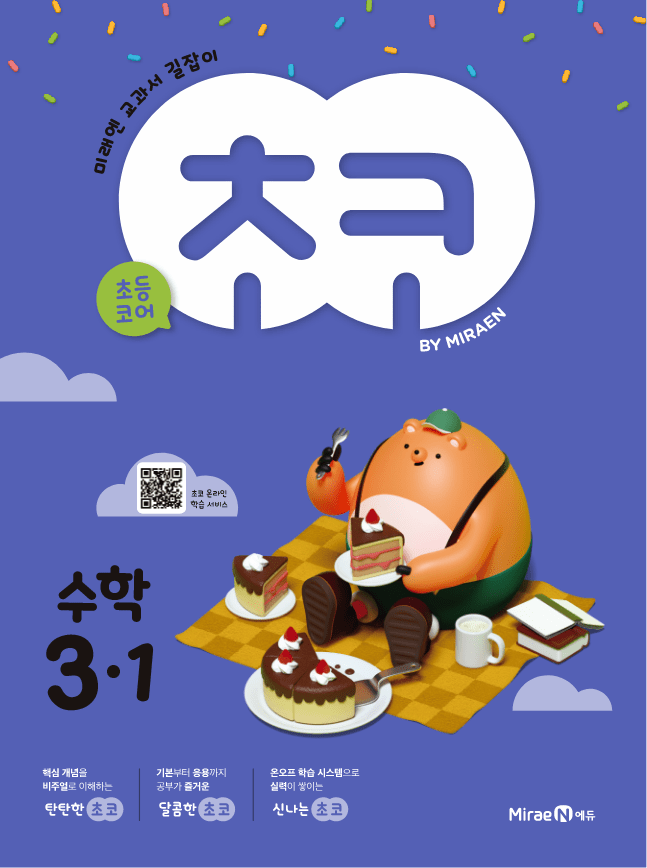 미래엔 교과서 길잡이
초코
초등
코어
BY MIRAEN
초코 온라인
학습 서비스
수학
3·1
핵심 개념을
비주얼로 이해하는
탄탄한 초코
기본부터 응용까지
공부가 즐거운
달콤한 초코
온오프 학습 시스템으로
실력이 쌓이는
신나는 초코
Mirae N 에듀